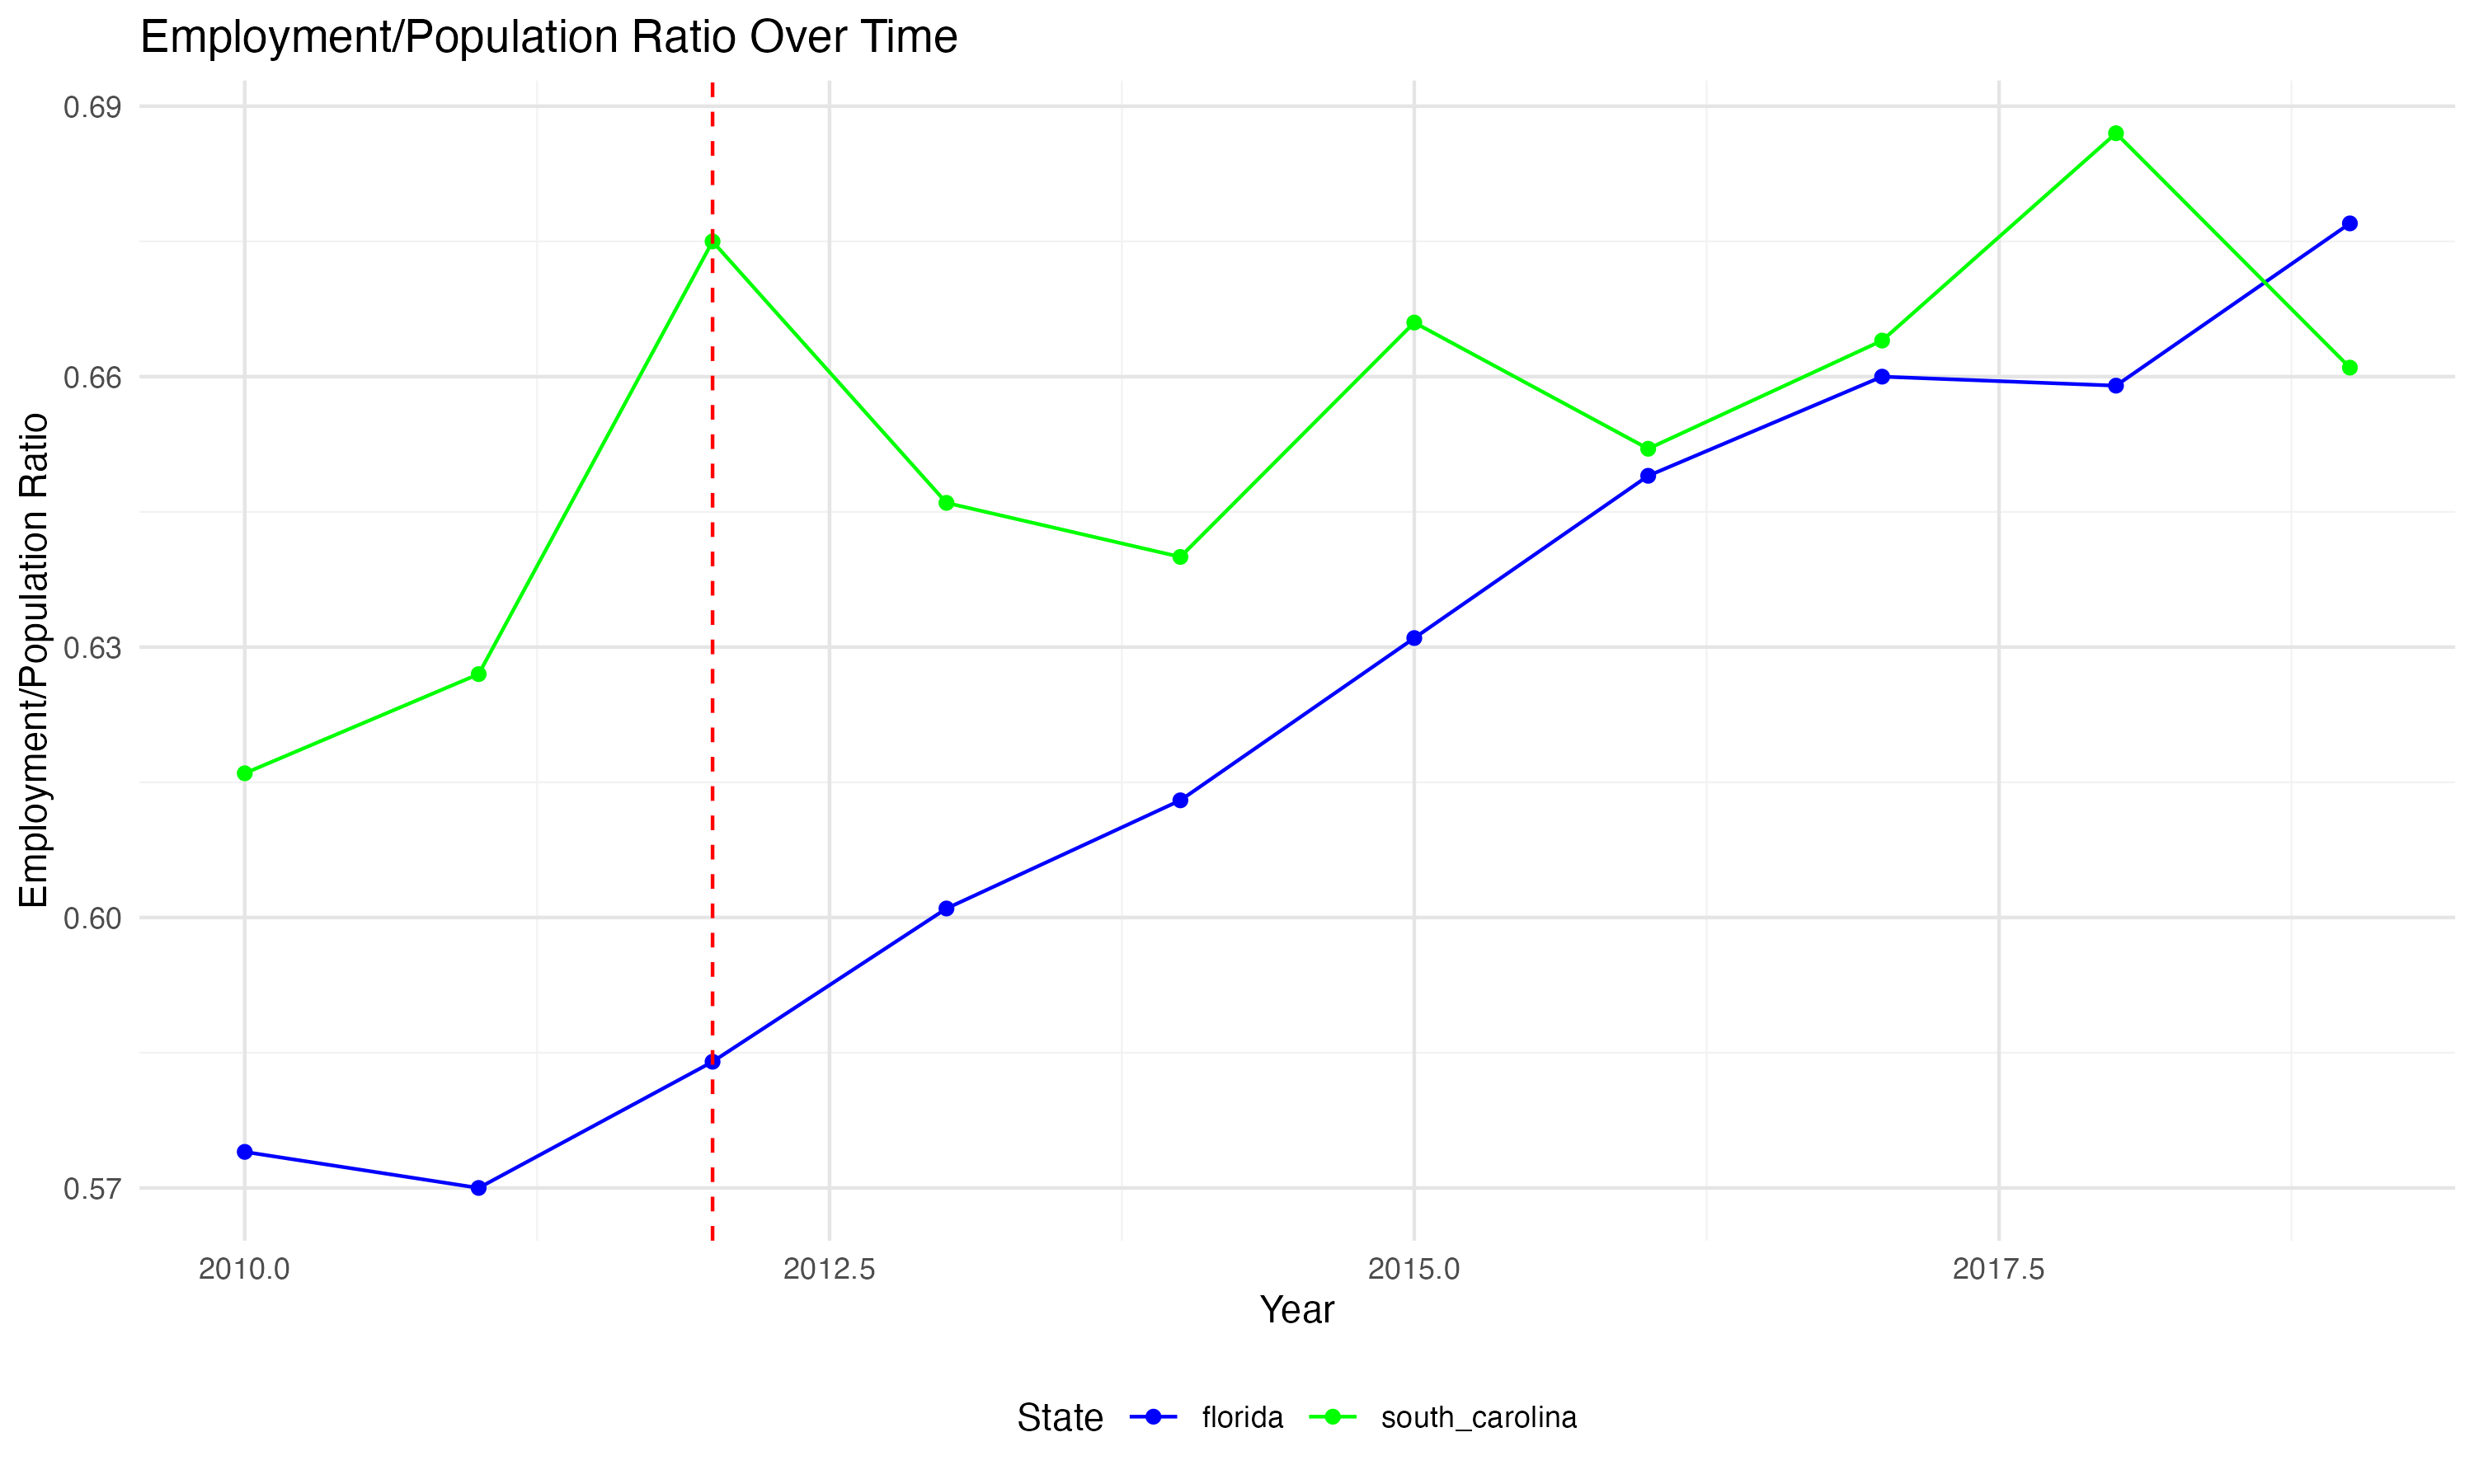 Employment/Population Ratio Over Time
0.69
0.66
0.63
0.60
0.57
Employment/Population Ratio
2010.0 2012.5 2015.0 2017.5
Year
State florida south_carolina